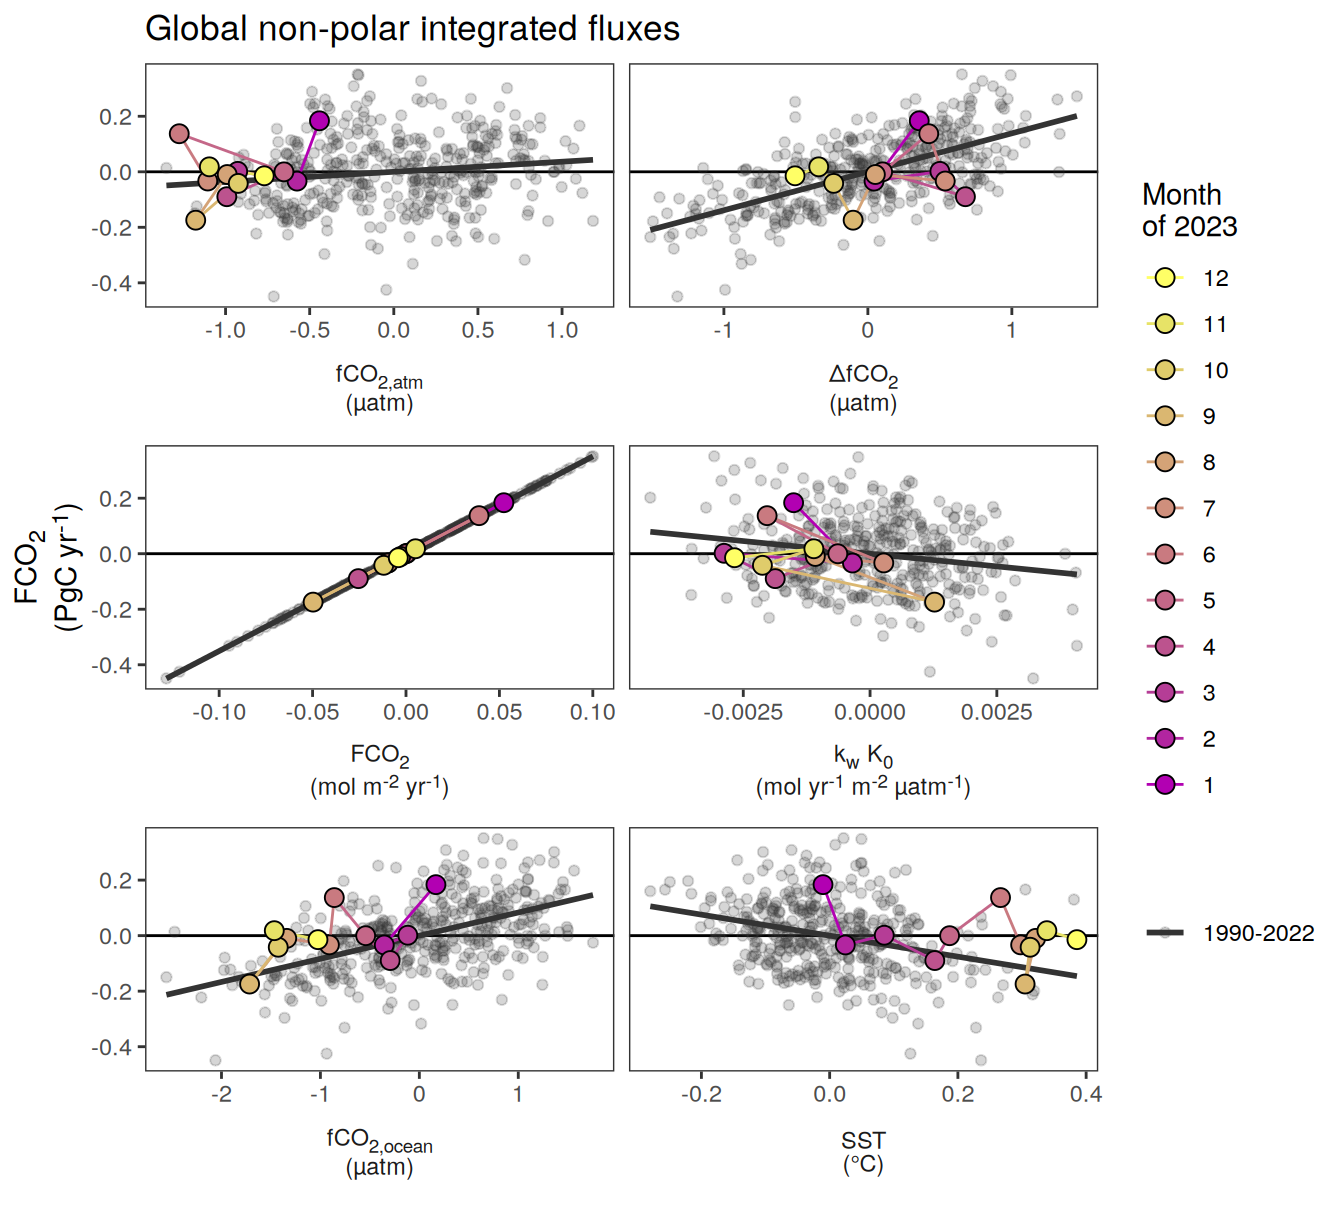 Global non-polar integrated fluxes
0.2
0.0
-0.2
-0.4
-1.0 -0.5 0.0 0.5 1.0
fCO2,atm
(µatm)
-1 0 1
ΔfCO2
(µatm)
FCO2
(PgC yr-1)
0.2
0.0
-0.2
-0.4
-0.10 -0.05 0.00 0.05 0.10
FCO2
(mol m-2 yr-1)
-0.0025 0.0000 0.0025
kw K0
(mol yr-1 m-2 µatm-1)
0.2
0.0
-0.2
-0.4
-2 -1 0 1
fCO2,ocean
(µatm)
-0.2 0.0 0.2 0.4
SST
(°C)
Month
of 2023
12
11
10
9
8
7
6
5
4
3
2
1
1990-2022